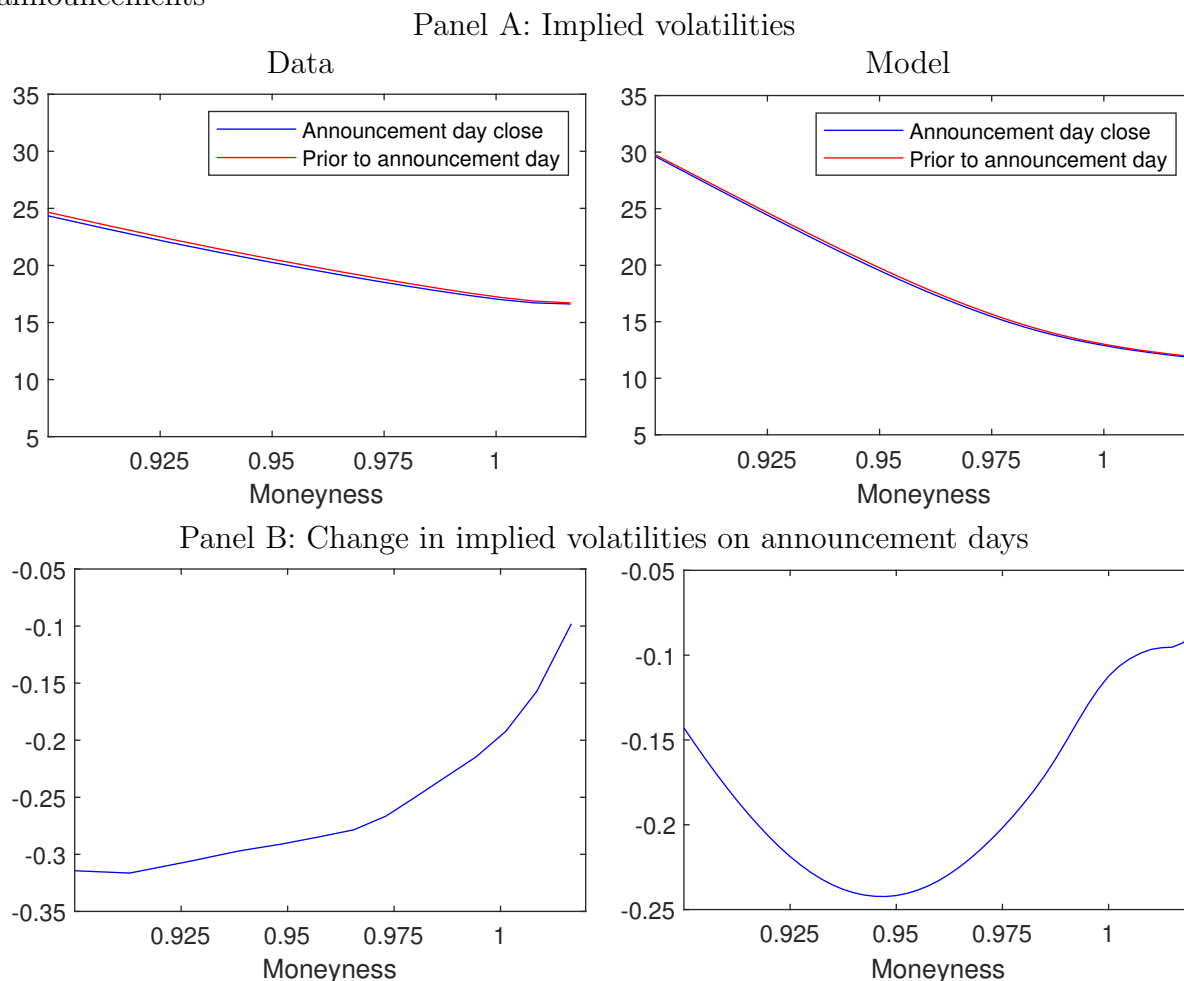 announcements
Panel A: Implied volatilities
Data
Model
35
30
25
20
15
10
5
Announcement day close
Prior to announcement day
0.925 0.95 0.975 1
Moneyness
35
30
25
20
15
10
5
Announcement day close
Prior to announcement day
0.925 0.95 0.975 1
Moneyness
Panel B: Change in implied volatilities on announcement days
-0.05
-0.1
-0.15
-0.2
-0.25
-0.3
-0.35
0.925 0.95 0.975 1
Moneyness
-0.05
-0.1
-0.15
-0.2
-0.25
0.925 0.95 0.975 1
Moneyness